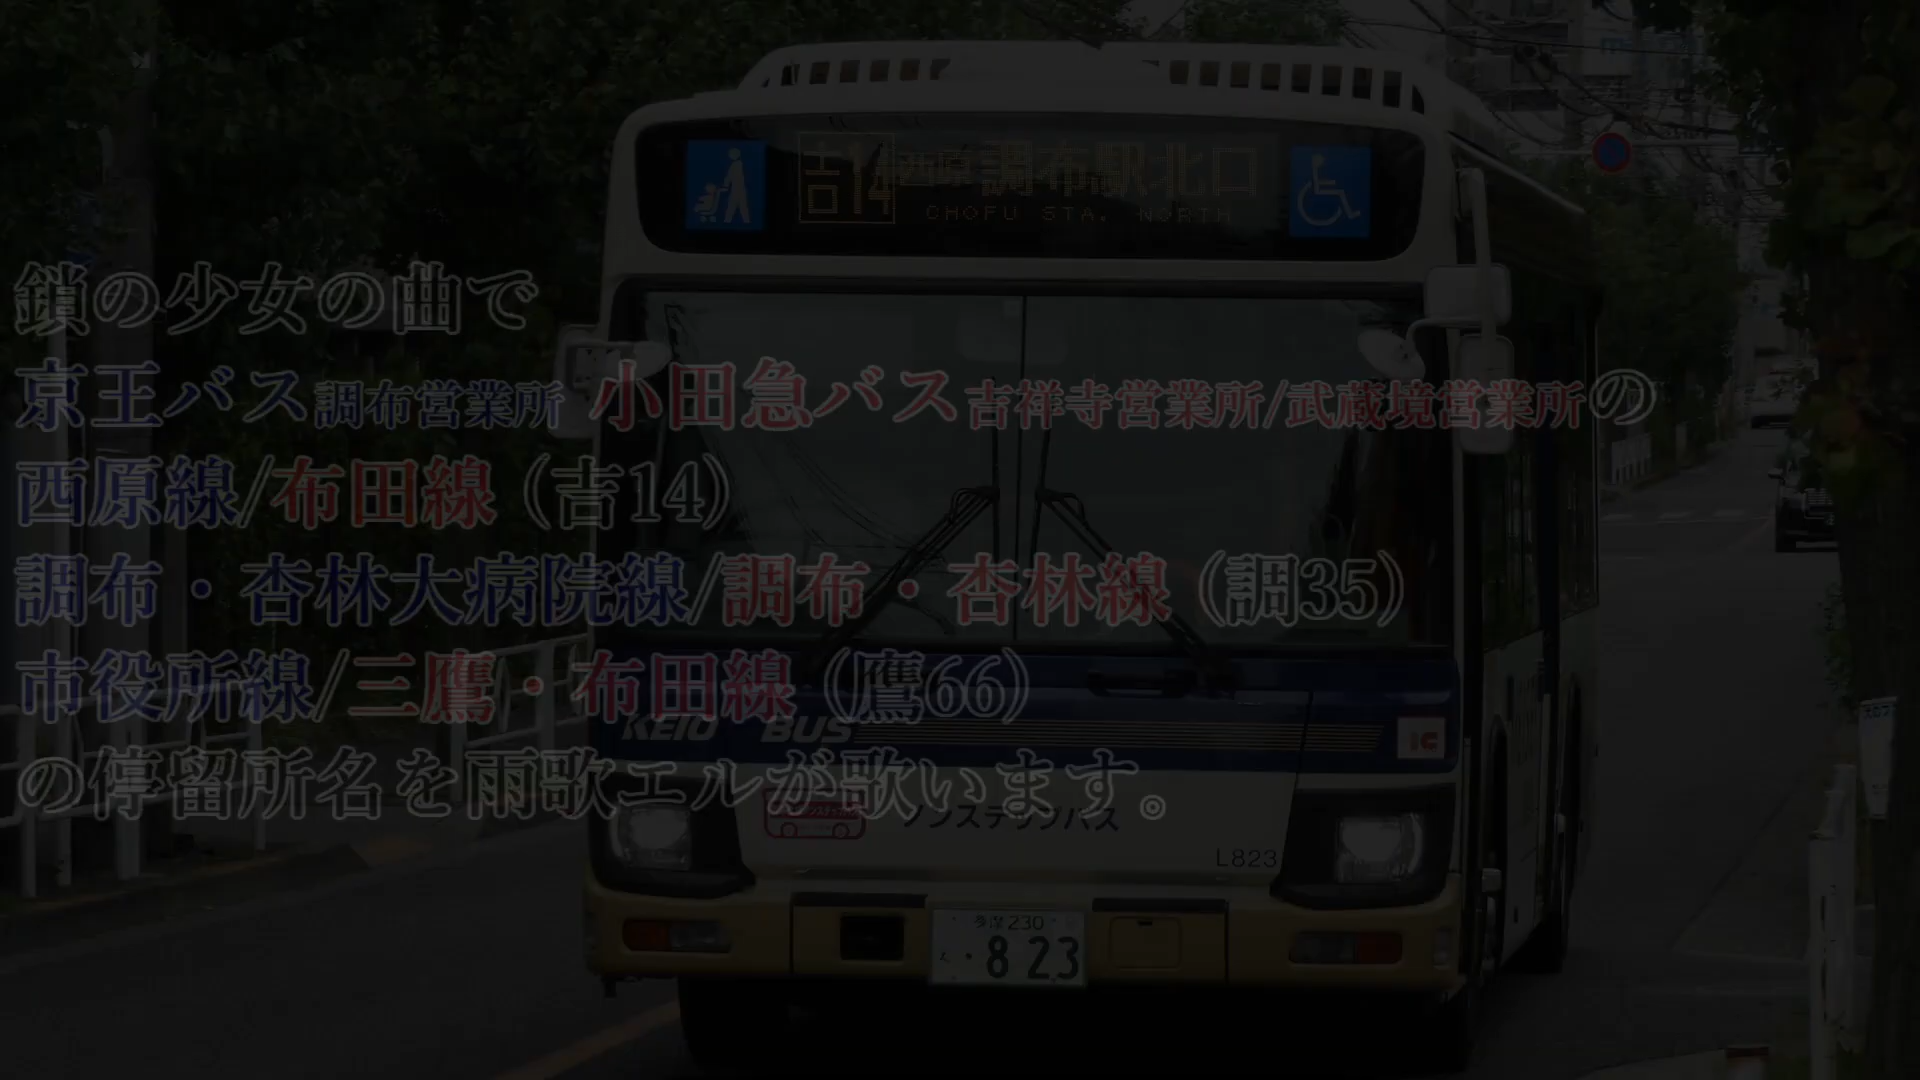 吉14 西原 調布駅北口
CHOFU STA. NORTH
鎖の少女の曲で
京王バス調布営業所 小田急バス吉祥寺営業所/武蔵境営業所の
西原線/布田線（吉14）
調布・杏林大病院線/調布・杏林線（調35）
市役所線/三鷹・布田線（鷹66）
KEIO BUS
IC
の停留所名を雨歌エルが歌います。
ノンステップバス
L823
多摩 230
・823